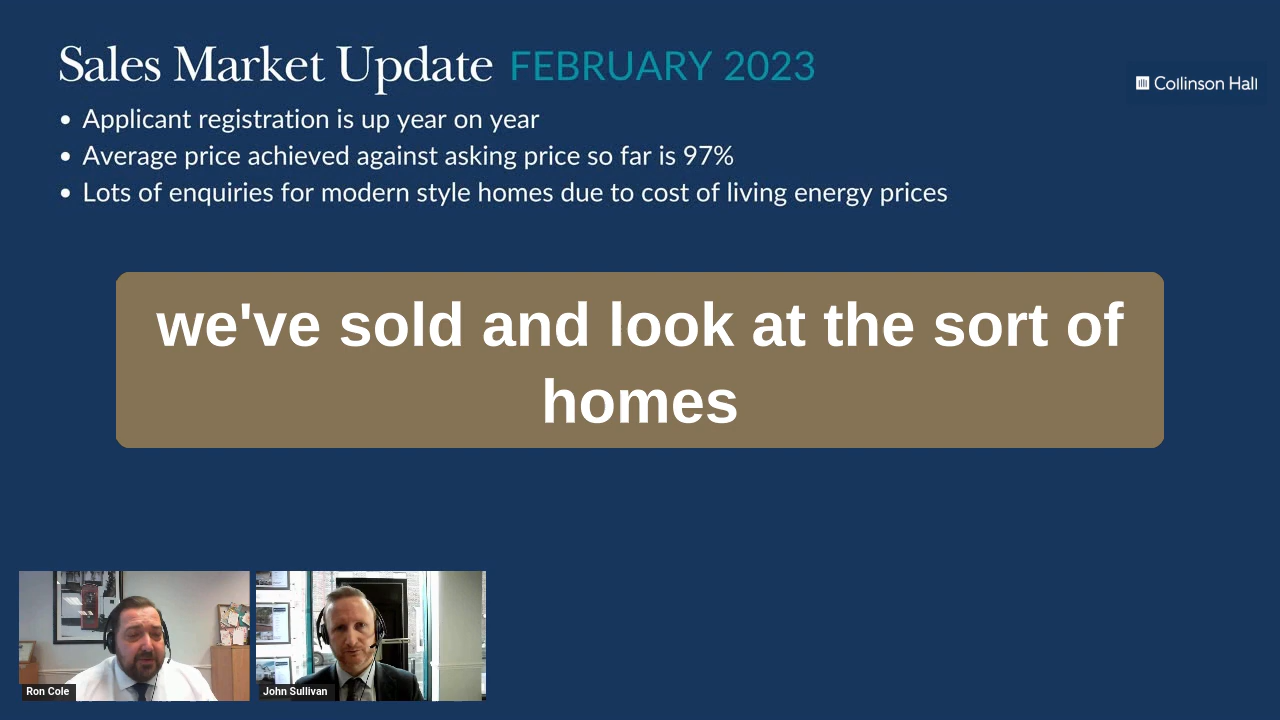 Sales Market Update FEBRUARY 2023
Collinson Hall
• Applicant registration is up year on year
• Average price achieved against asking price so far is 97%
• Lots of enquiries for modern style homes due to cost of living energy prices
we've sold and look at the sort of
homes
Ron Cole
John Sullivan